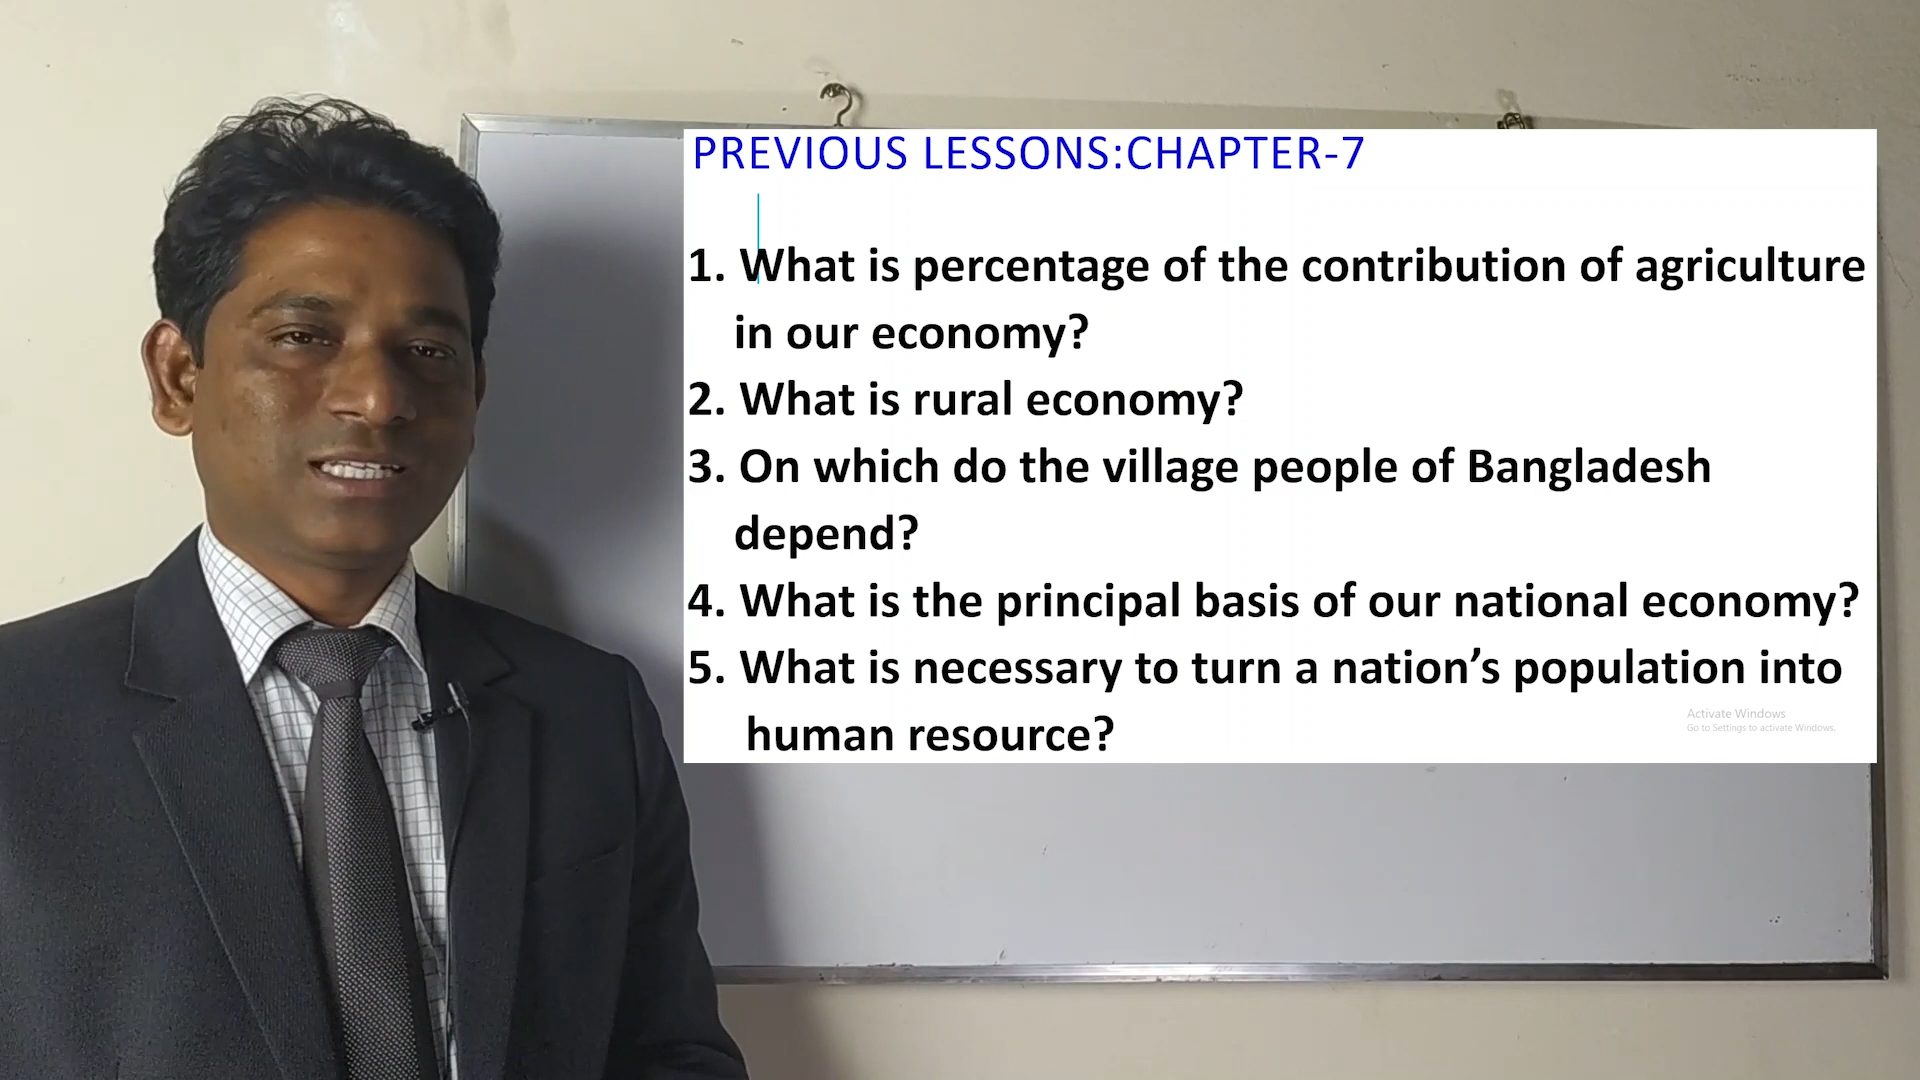 PREVIOUS LESSONS:CHAPTER-7
1. What is percentage of the contribution of agriculture
in our economy?
2. What is rural economy?
3. On which do the village people of Bangladesh
depend?
4. What is the principal basis of our national economy?
5. What is necessary to turn a nation’s population into
human resource?
Activate Windows
Go to Settings to activate Windows.